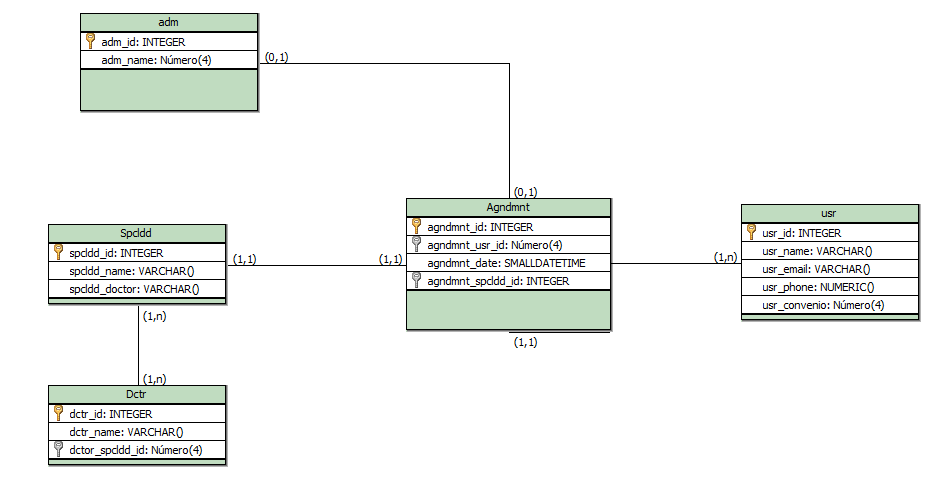 adm
adm_id: INTEGER
adm_name: Número(4)
(0,1)
(0,1)
Agndmnt
agndmnt_id: INTEGER
agndmnt_usr_id: Número(4)
agndmnt_date: SMALLDATETIME
agndmnt_spcldd_id: INTEGER
(1,1)
usr
usr_id: INTEGER
usr_name: VARCHAR()
usr_email: VARCHAR()
usr_phone: NUMERIC()
usr_convenio: Número(4)
(1,n)
Spcldd
spcldd_id: INTEGER
spcldd_name: VARCHAR()
spcldd_doctor: VARCHAR()
(1,1)
(1,1)
(1,n)
(1,n)
Dctr
dctr_id: INTEGER
dctr_name: VARCHAR()
dctor_spcldd_id: Número(4)